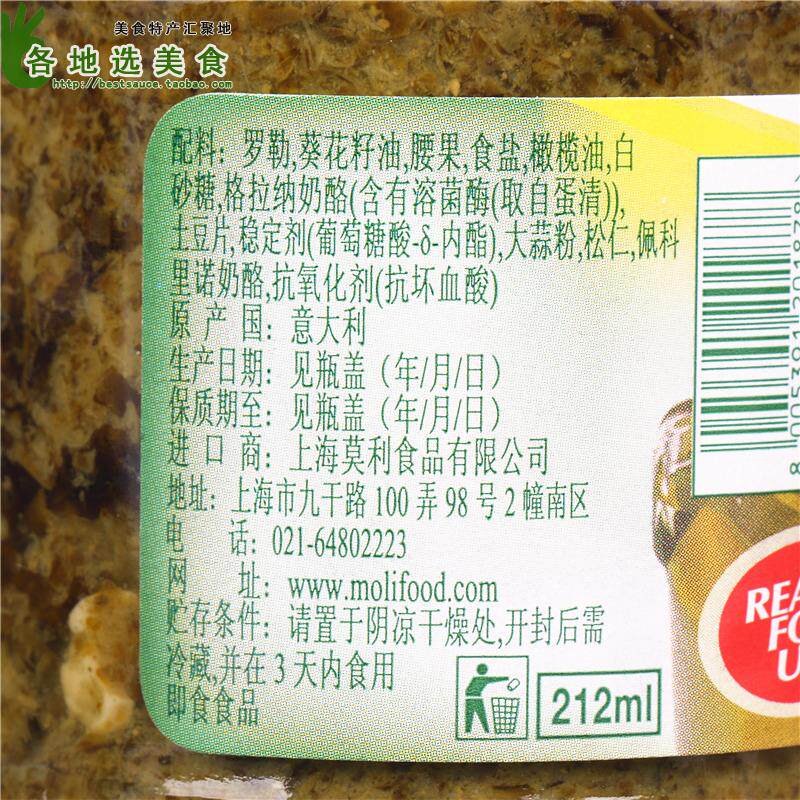 美食特产汇聚地
各地选美食
http://bestsauce.taobao.com
配料：罗勒,葵花籽油,腰果,食盐,橄榄油,白
砂糖,格拉纳奶酪(含有溶菌酶(取自蛋清)),
土豆片,稳定剂(葡萄糖酸-δ-内酯),大蒜粉,松仁,佩科
里诺奶酪,抗氧化剂(抗坏血酸)
原产国：意大利
生产日期：见瓶盖（年/月/日）
保质期至：见瓶盖（年/月/日）
进口商：上海莫利食品有限公司
地址：上海市九干路100弄98号2幢南区
电话：021-64802223
网址：www.molifood.com
贮存条件：请置于阴凉干燥处,开封后需
冷藏,并在3天内食用
即食食品
212ml
REA
FO
U